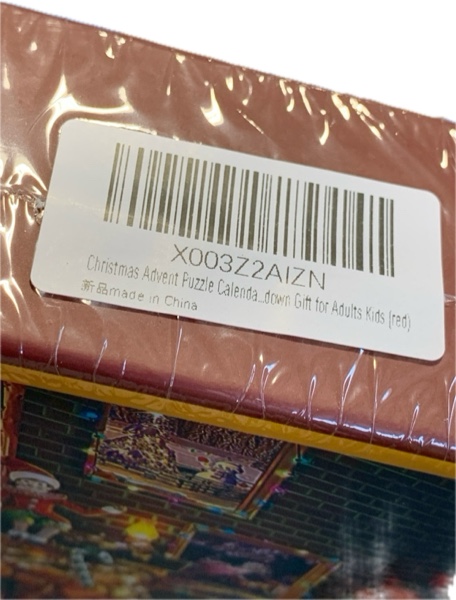 X003Z2AIZN
Christmas Advent Puzzle Calenda...down Gift for Adults Kids (red)
新品made in China